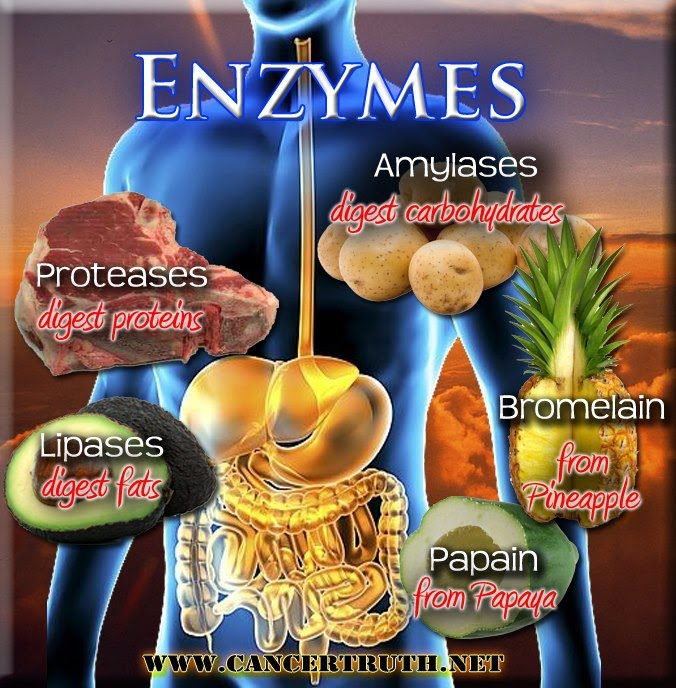 ENZYMES
Amylases
digest carbohydrates
Proteases
digest proteins
Bromelain
from
Pineapple
Lipases
digest fats
Papain
from Papaya
WWW.CANCERTRUTH.NET